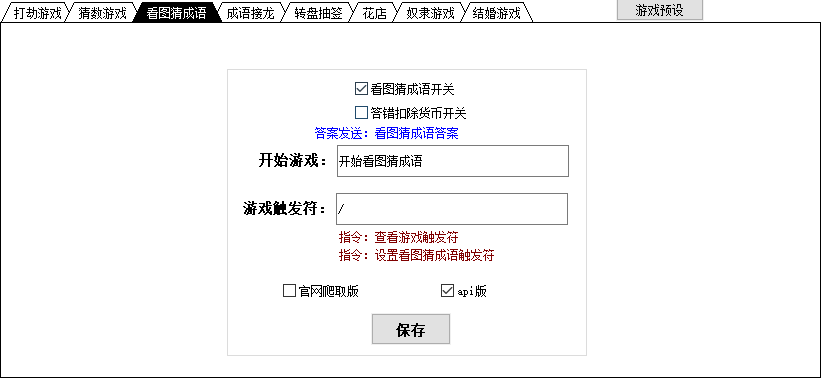 打劫游戏 猜数游戏 看图猜成语 成语接龙 转盘抽签 花店 奴隶游戏 结婚游戏 游戏预设
看图猜成语开关
答错扣除货币开关
答案发送：看图猜成语答案
开始游戏： 开始看图猜成语
游戏触发符： /
指令：查看游戏触发符
指令：设置看图猜成语触发符
官网爬取版 api版
保存